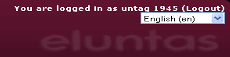 You are logged in as untag 1945 (Logout)
English (en)
eluntas